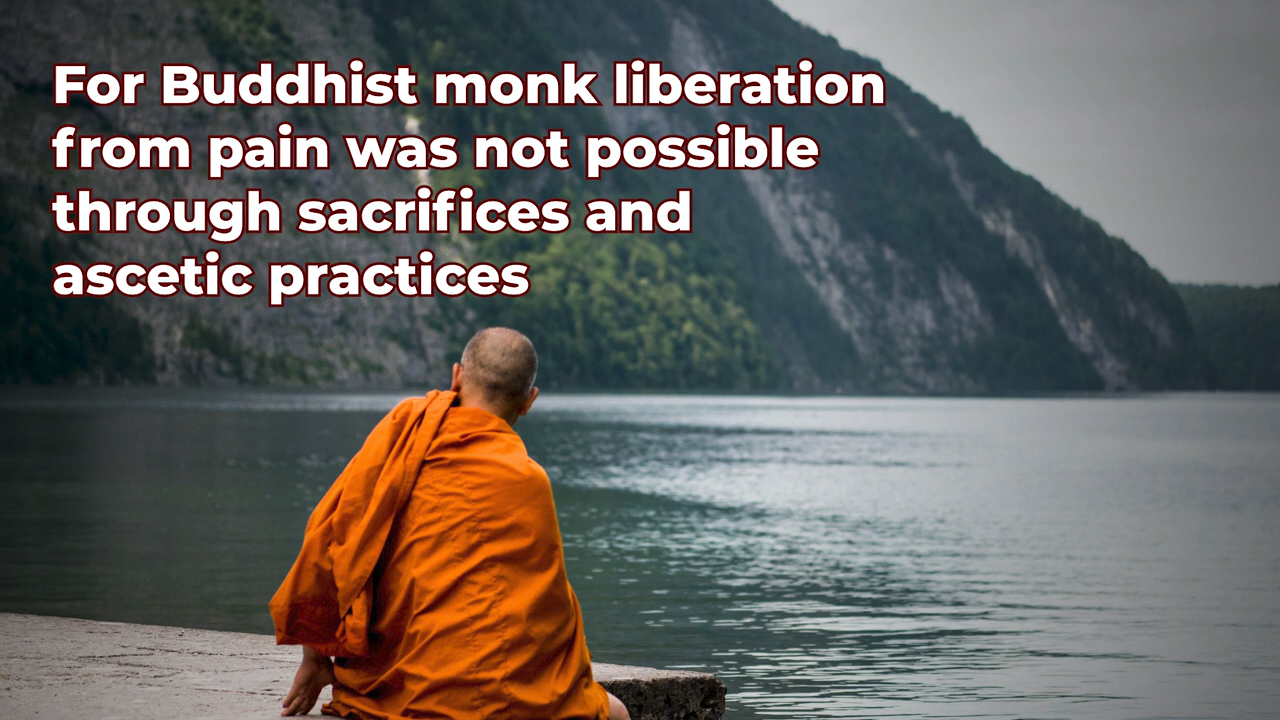 For Buddhist monk liberation
from pain was not possible
through sacrifices and
ascetic practices